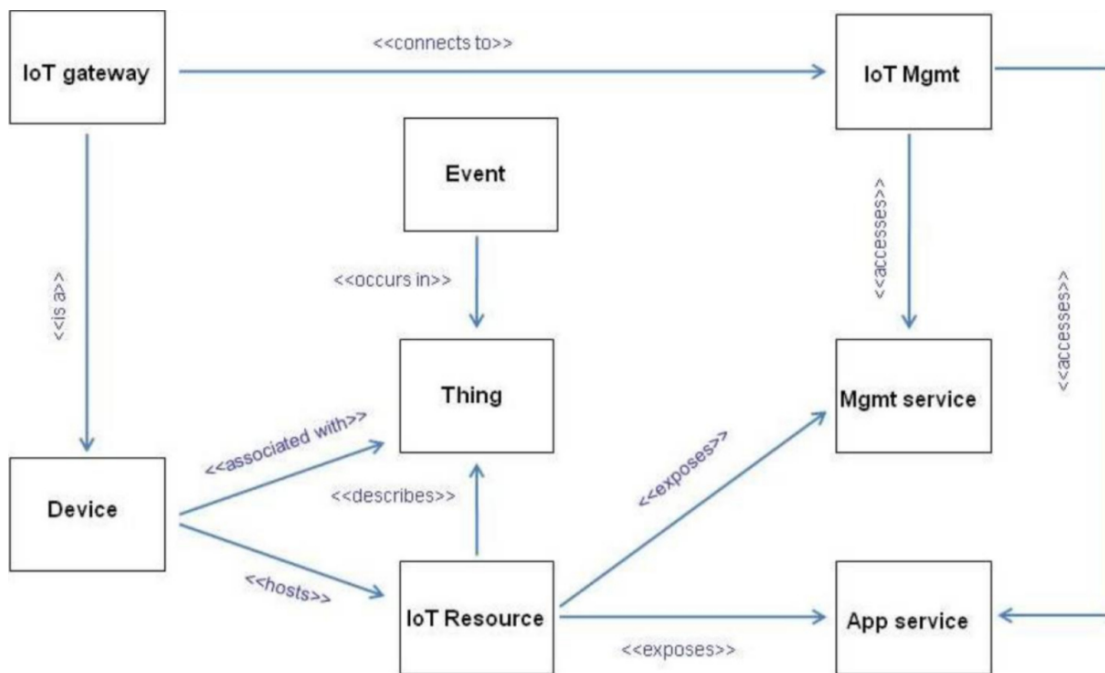 <<connects to>>
IoT gateway
IoT Mgmt
Event
<<accesses>>
<<occurs in>>
<<is a>>
<<accesses>>
Thing
Mgmt service
<<associated with>>
<<exposes>>
<<describes>>
Device
<<hosts>>
IoT Resource
App service
<<exposes>>